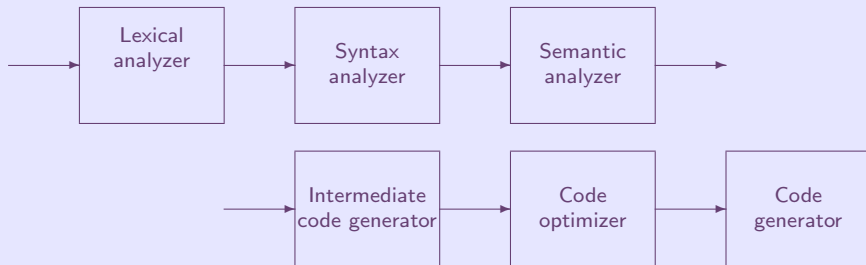 Lexical
analyzer
Syntax
analyzer
Semantic
analyzer
Intermediate
code generator
Code
optimizer
Code
generator